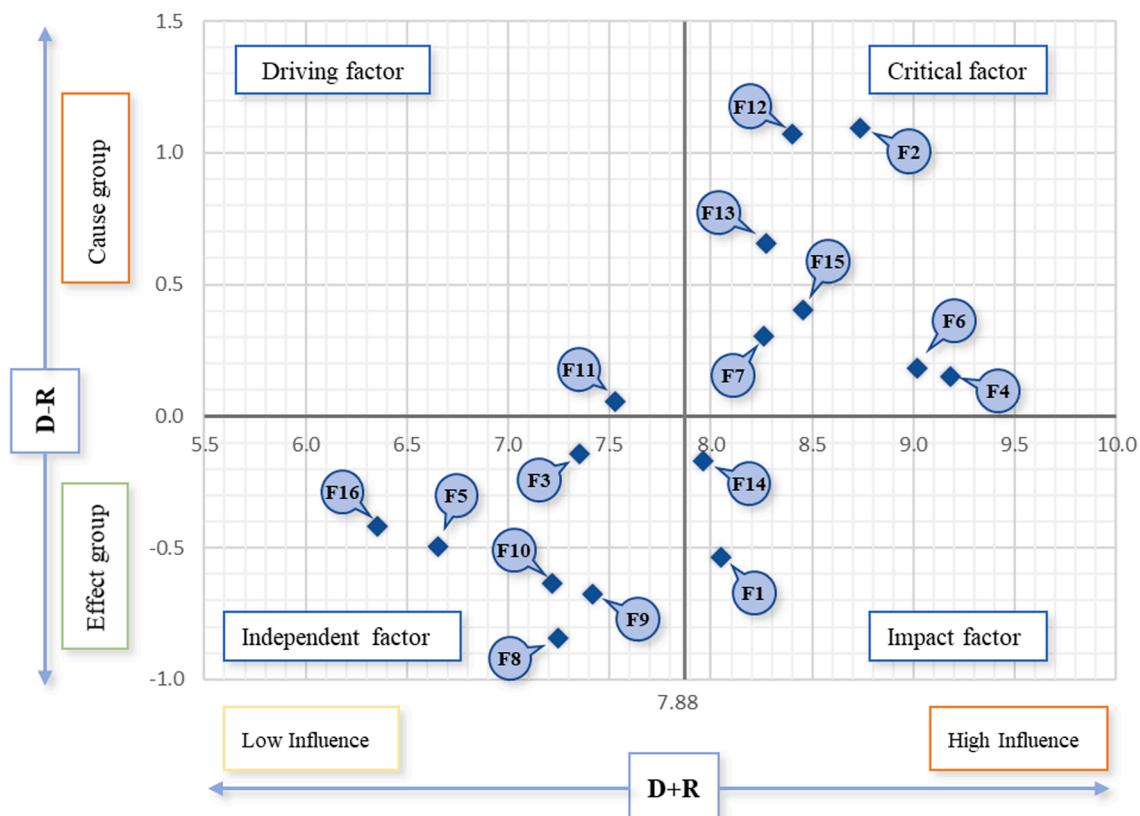 1.5
Driving factor
Critical factor
F12
F2
1.0
Cause group
F13
F15
0.5
F6
F11
F7
F4
D-R
0.0
5.5 6.0 6.5 7.0 7.5 8.0 8.5 9.0 9.5 10.0
F16
F5
F3
F14
-0.5
Effect group
F10
F1
F9
Independent factor
F8
Impact factor
-1.0
7.88
Low Influence
High Influence
D+R